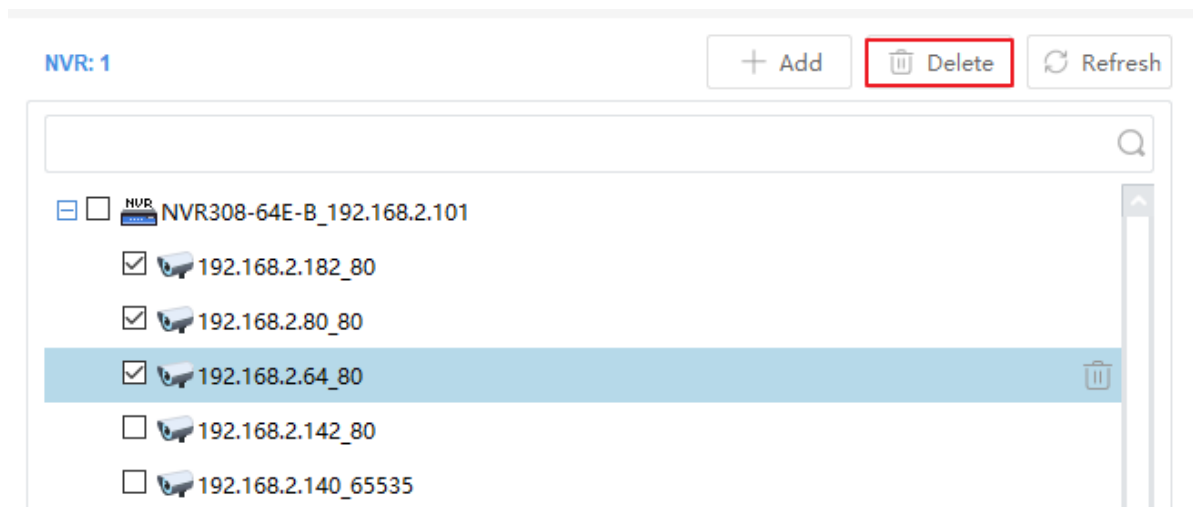 NVR: 1
Add
Delete
Refresh
NVR
NVR308-64E-B_192.168.2.101
192.168.2.182_80
192.168.2.80_80
192.168.2.64_80
192.168.2.142_80
192.168.2.140_65535